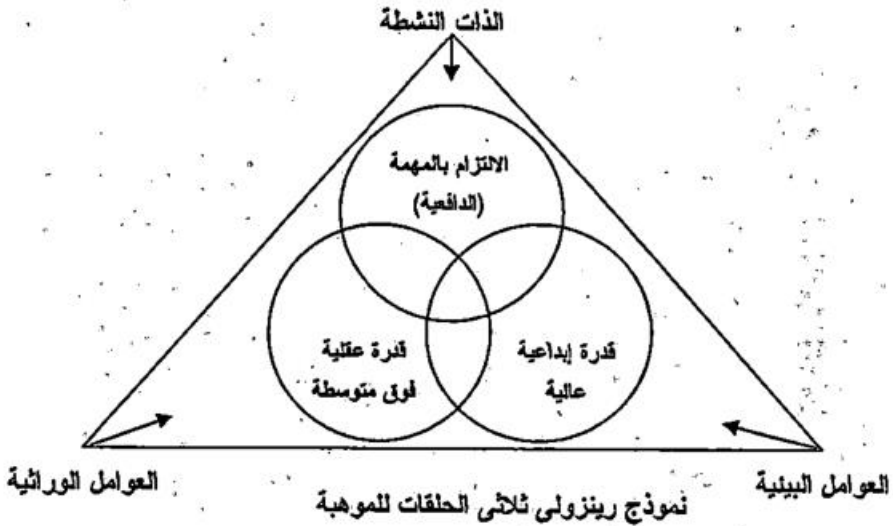 الذات النشطة
الالتزام بالمهمة
(الدافعية)
قدرة إبداعية
عالية
قدرة عقلية
فوق متوسطة
العوامل البيئية
العوامل الوراثية
نموذج رينزولى ثلاثى الحلقات للموهبة